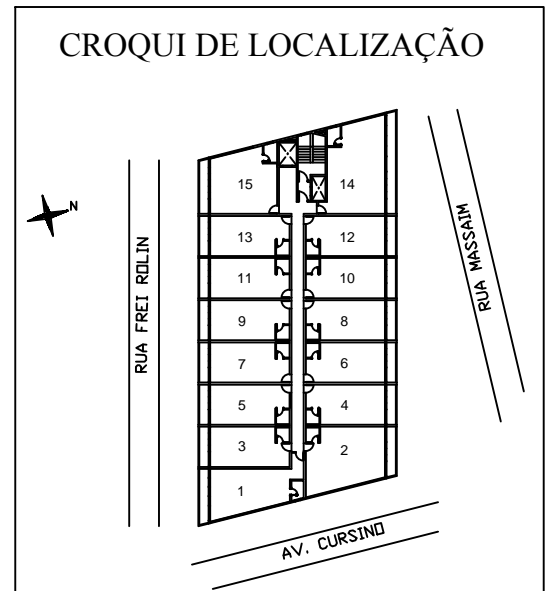 CROQUI DE LOCALIZAÇÃO
15 14
N
13 12
11 10
9 8
7 6
5 4
3 2
1
RUA FREI ROLIN
RUA MASSAIM
AV. CURSINO